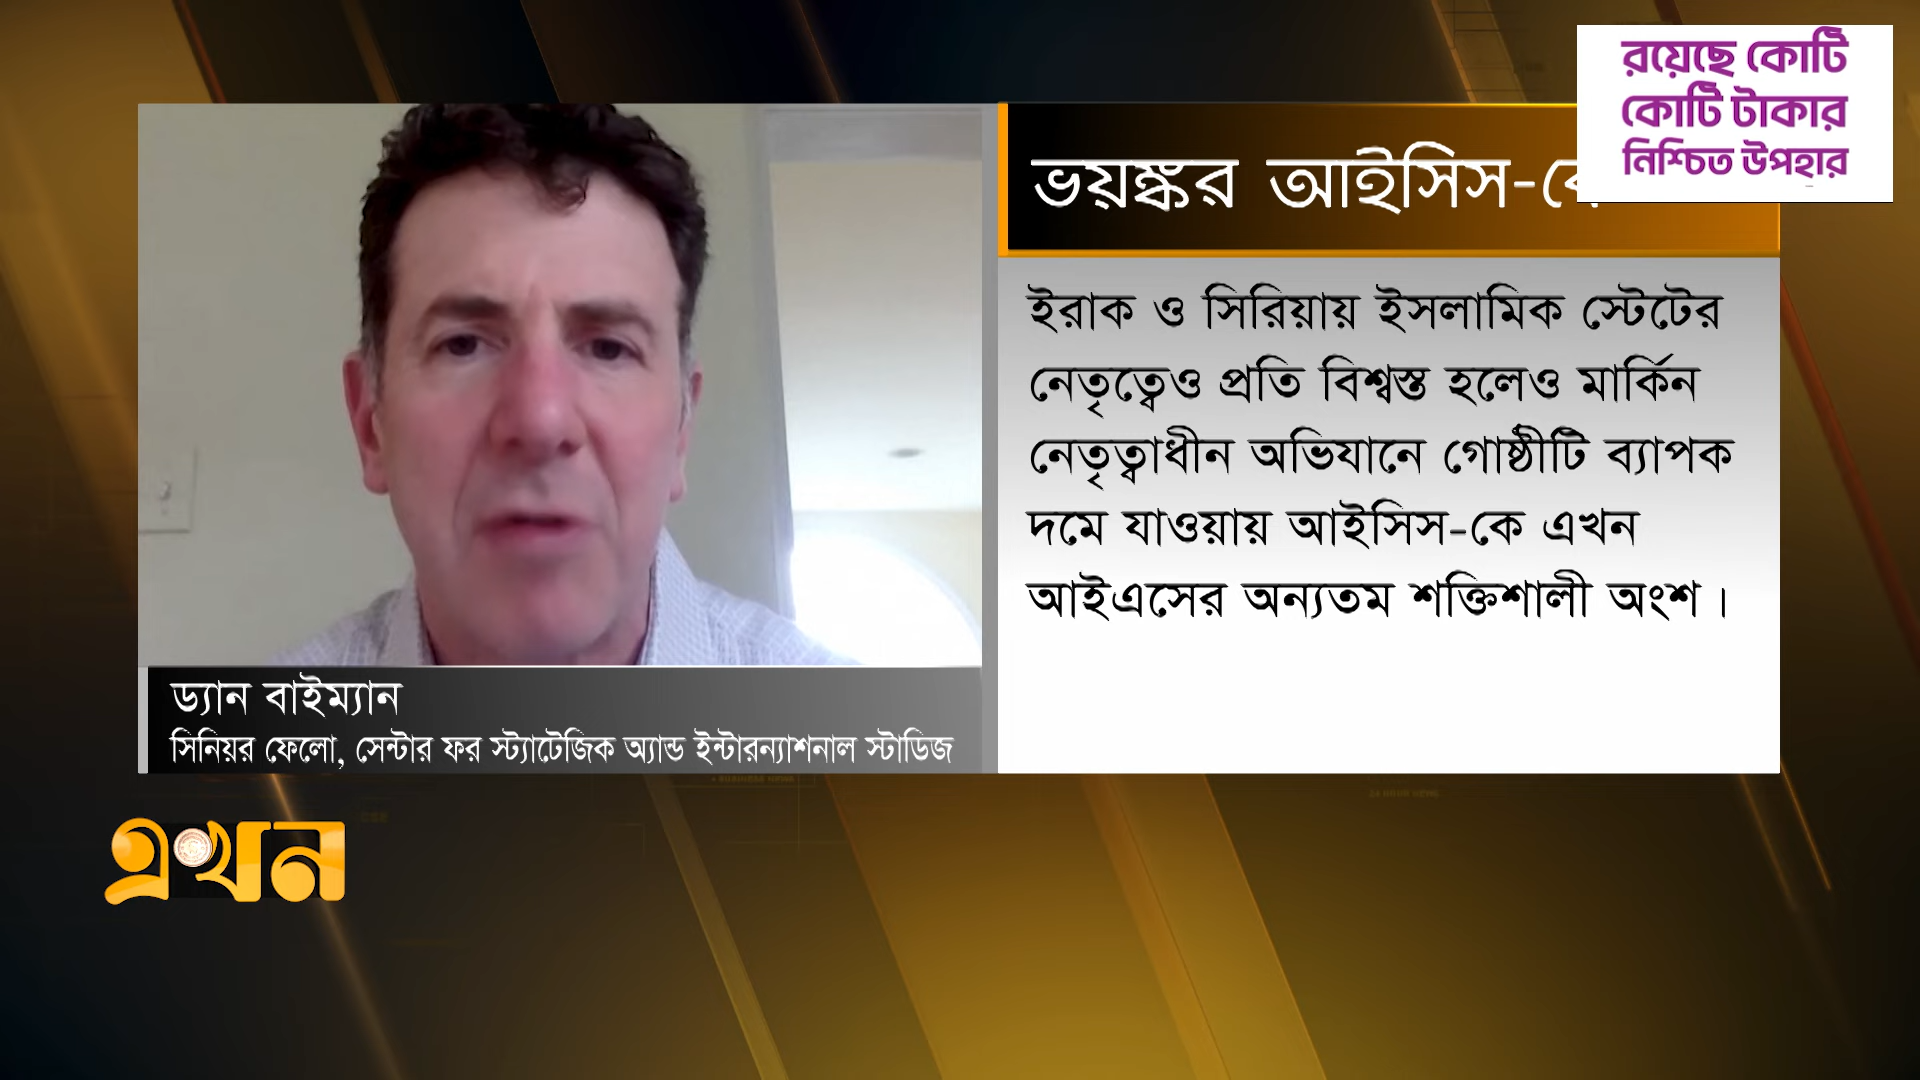 রয়েছে কোটি
কোটি টাকার
নিশ্চিত উপহার
ভয়ঙ্কর আইসিস-কে
ইরাক ও সিরিয়ায় ইসলামিক স্টেটের
নেতৃত্বেও প্রতি বিশ্বস্ত হলেও মার্কিন
নেতৃত্বাধীন অভিযানে গোষ্ঠীটি ব্যাপক
দমে যাওয়ায় আইসিস-কে এখন
আইএসের অন্যতম শক্তিশালী অংশ।
ড্যান বাইম্যান
সিনিয়র ফেলো, সেন্টার ফর স্ট্যাটেজিক অ্যান্ড ইন্টারন্যাশনাল স্টাডিজ
এখন